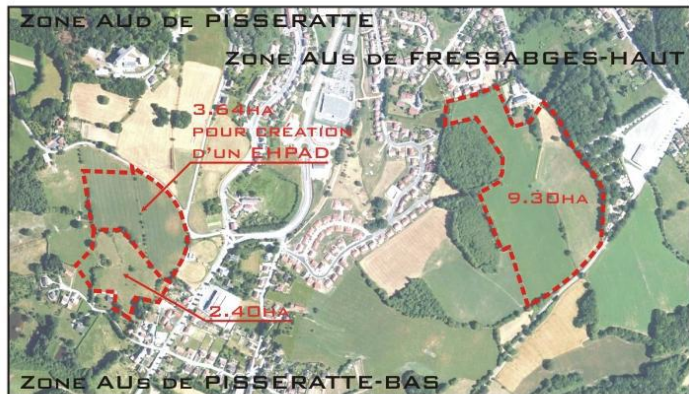 Zone AUd de PISSERATTE
Zone AUs de FRESSABGES-HAUT
3.64ha
pour création
d'un EHPAD
9.30ha
2.40ha
Zone AUs de PISSERATTE-BAS